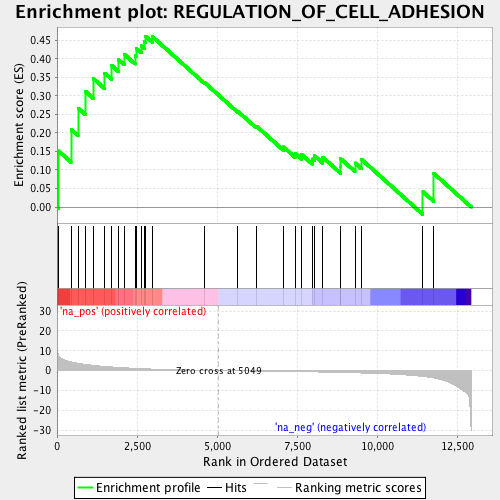 Enrichment plot: REGULATION_OF_CELL_ADHESION
Enrichment score (ES)
0.45
0.40
0.35
0.30
0.25
0.20
0.15
0.10
0.05
0.00
'na_pos' (positively correlated)
Ranked list metric (PreRanked)
30
20
10
0
-10
-20
-30
Zero cross at 5049
'na_neg' (negatively correlated)
0
2,500
5,000
7,500
10,000
12,500
Rank in Ordered Dataset
Enrichment profile
Hits
Ranking metric scores